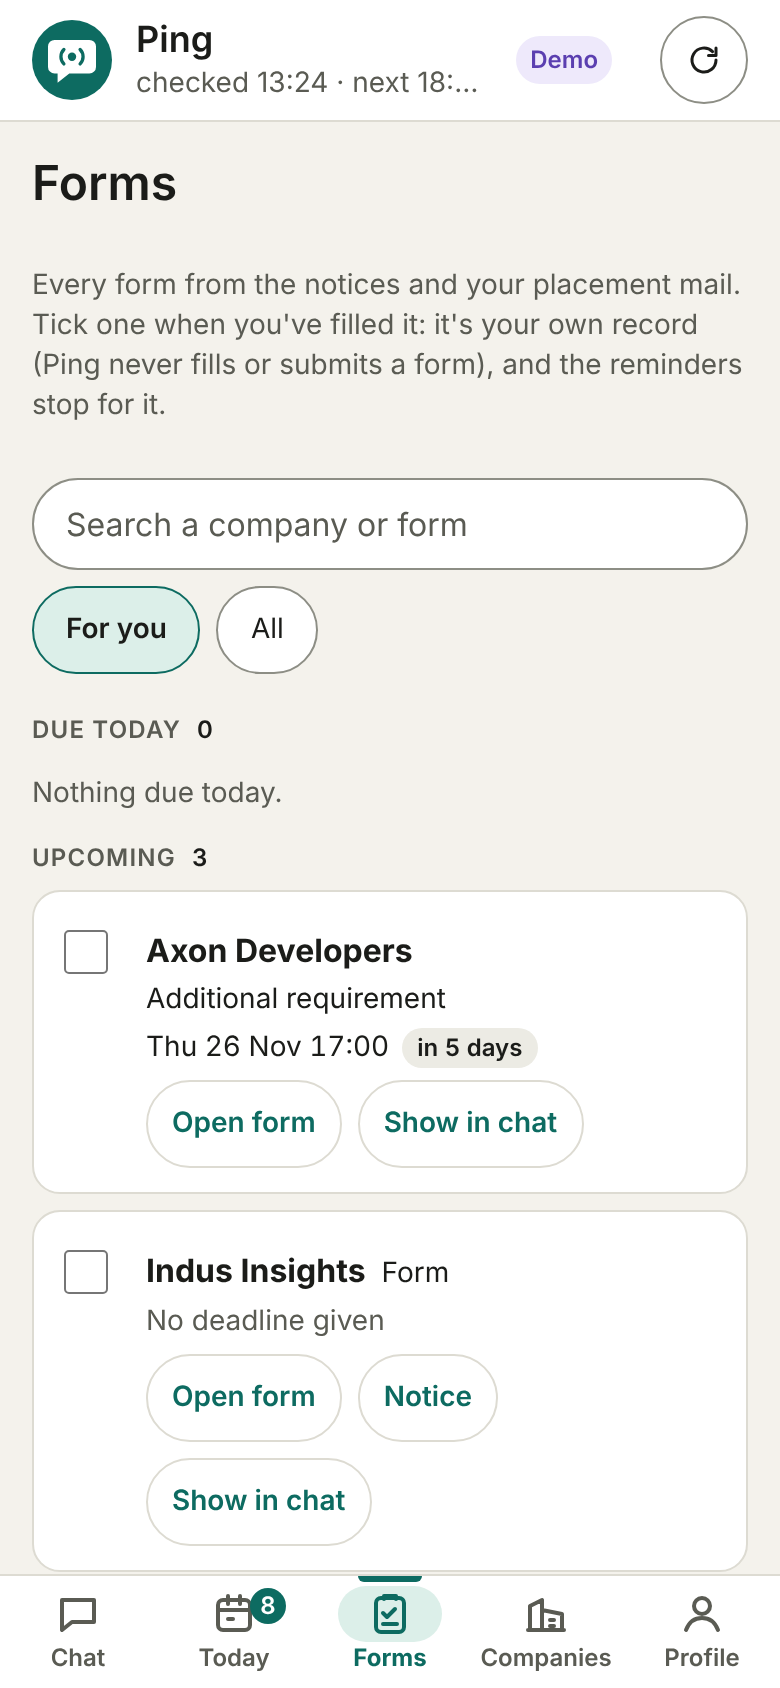 Ping
checked 13:24 · next 18:...
Demo
Forms
Every form from the notices and your placement mail.
Tick one when you've filled it: it's your own record
(Ping never fills or submits a form), and the reminders
stop for it.
Search a company or form
For you
All
DUE TODAY 0
Nothing due today.
UPCOMING 3
Axon Developers
Additional requirement
Thu 26 Nov 17:00 in 5 days
Open form
Show in chat
Indus Insights Form
No deadline given
Open form
Notice
Show in chat
8
Chat
Today
Forms
Companies
Profile